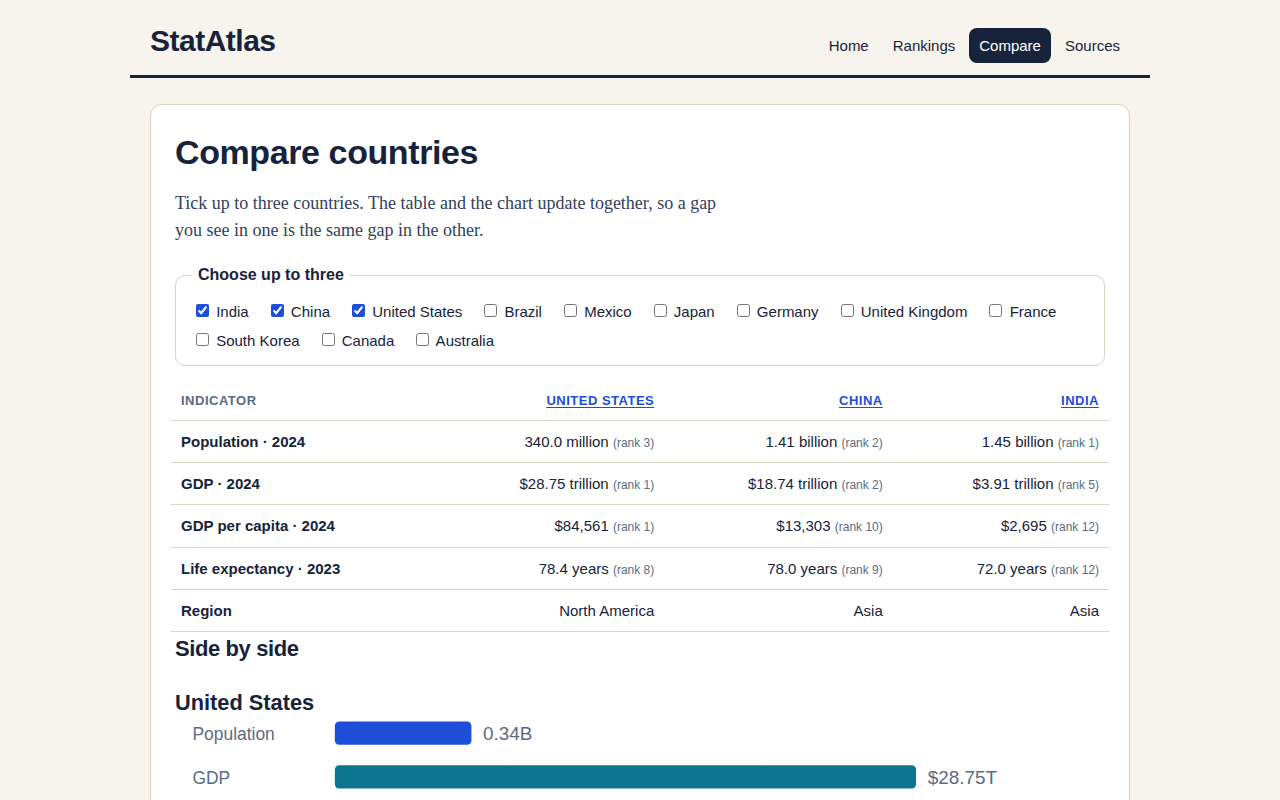 StatAtlas
Home Rankings Compare Sources
Compare countries
Tick up to three countries. The table and the chart update together, so a gap
you see in one is the same gap in the other.
Choose up to three
India China United States Brazil Mexico Japan Germany United Kingdom France
South Korea Canada Australia
INDICATOR UNITED STATES CHINA INDIA
Population · 2024 340.0 million (rank 3) 1.41 billion (rank 2) 1.45 billion (rank 1)
GDP · 2024 $28.75 trillion (rank 1) $18.74 trillion (rank 2) $3.91 trillion (rank 5)
GDP per capita · 2024 $84,561 (rank 1) $13,303 (rank 10) $2,695 (rank 12)
Life expectancy · 2023 78.4 years (rank 8) 78.0 years (rank 9) 72.0 years (rank 12)
Region North America Asia Asia
Side by side
United States
Population 0.34B
GDP $28.75T